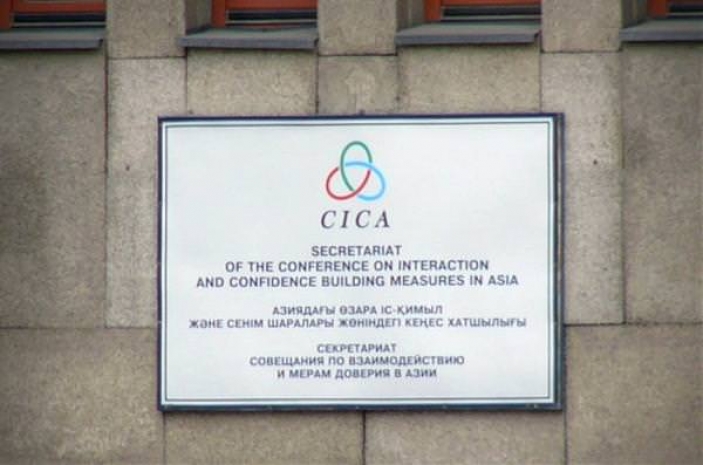 CICA
SECRETARIAT
OF THE CONFERENCE ON INTERACTION
AND CONFIDENCE BUILDING MEASURES IN ASIA
АЗИЯДАҒЫ ӨЗАРА ІС-ҚИМЫЛ
ЖӘНЕ СЕНІМ ШАРАЛАРЫ ЖӨНІНДЕГІ КЕҢЕС ХАТШЫЛЫҒЫ
СЕКРЕТАРИАТ
СОВЕЩАНИЯ ПО ВЗАИМОДЕЙСТВИЮ
И МЕРАМ ДОВЕРИЯ В АЗИИ